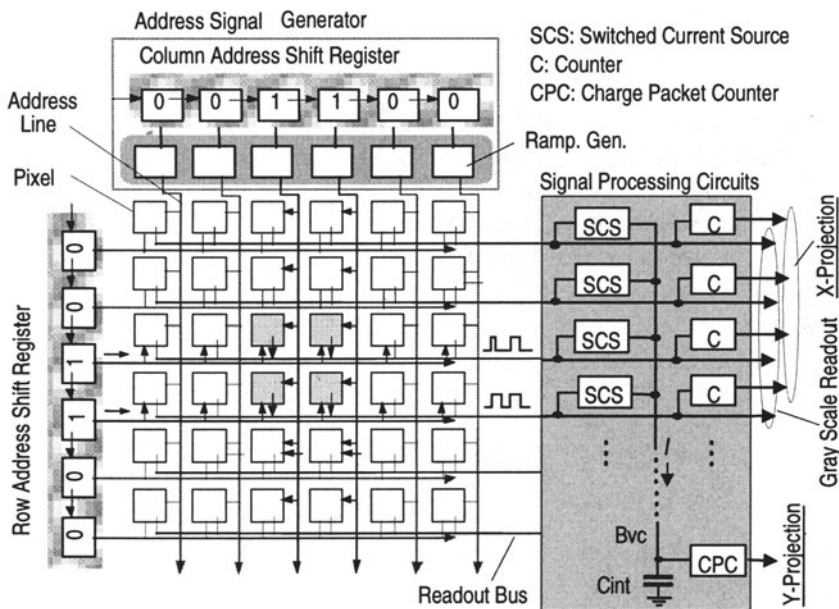 Address Signal Generator
Column Address Shift Register
SCS: Switched Current Source
C: Counter
CPC: Charge Packet Counter
Address
Line
0 0 1 1 0 0
Ramp. Gen.
Pixel
Signal Processing Circuits
Row Address Shift Register
0
0
1
1
0
0
SCS C
SCS C
SCS C
SCS C
X-Projection
Gray Scale Readout
Bvc
CPC
Cint
Y-Projection
Readout Bus